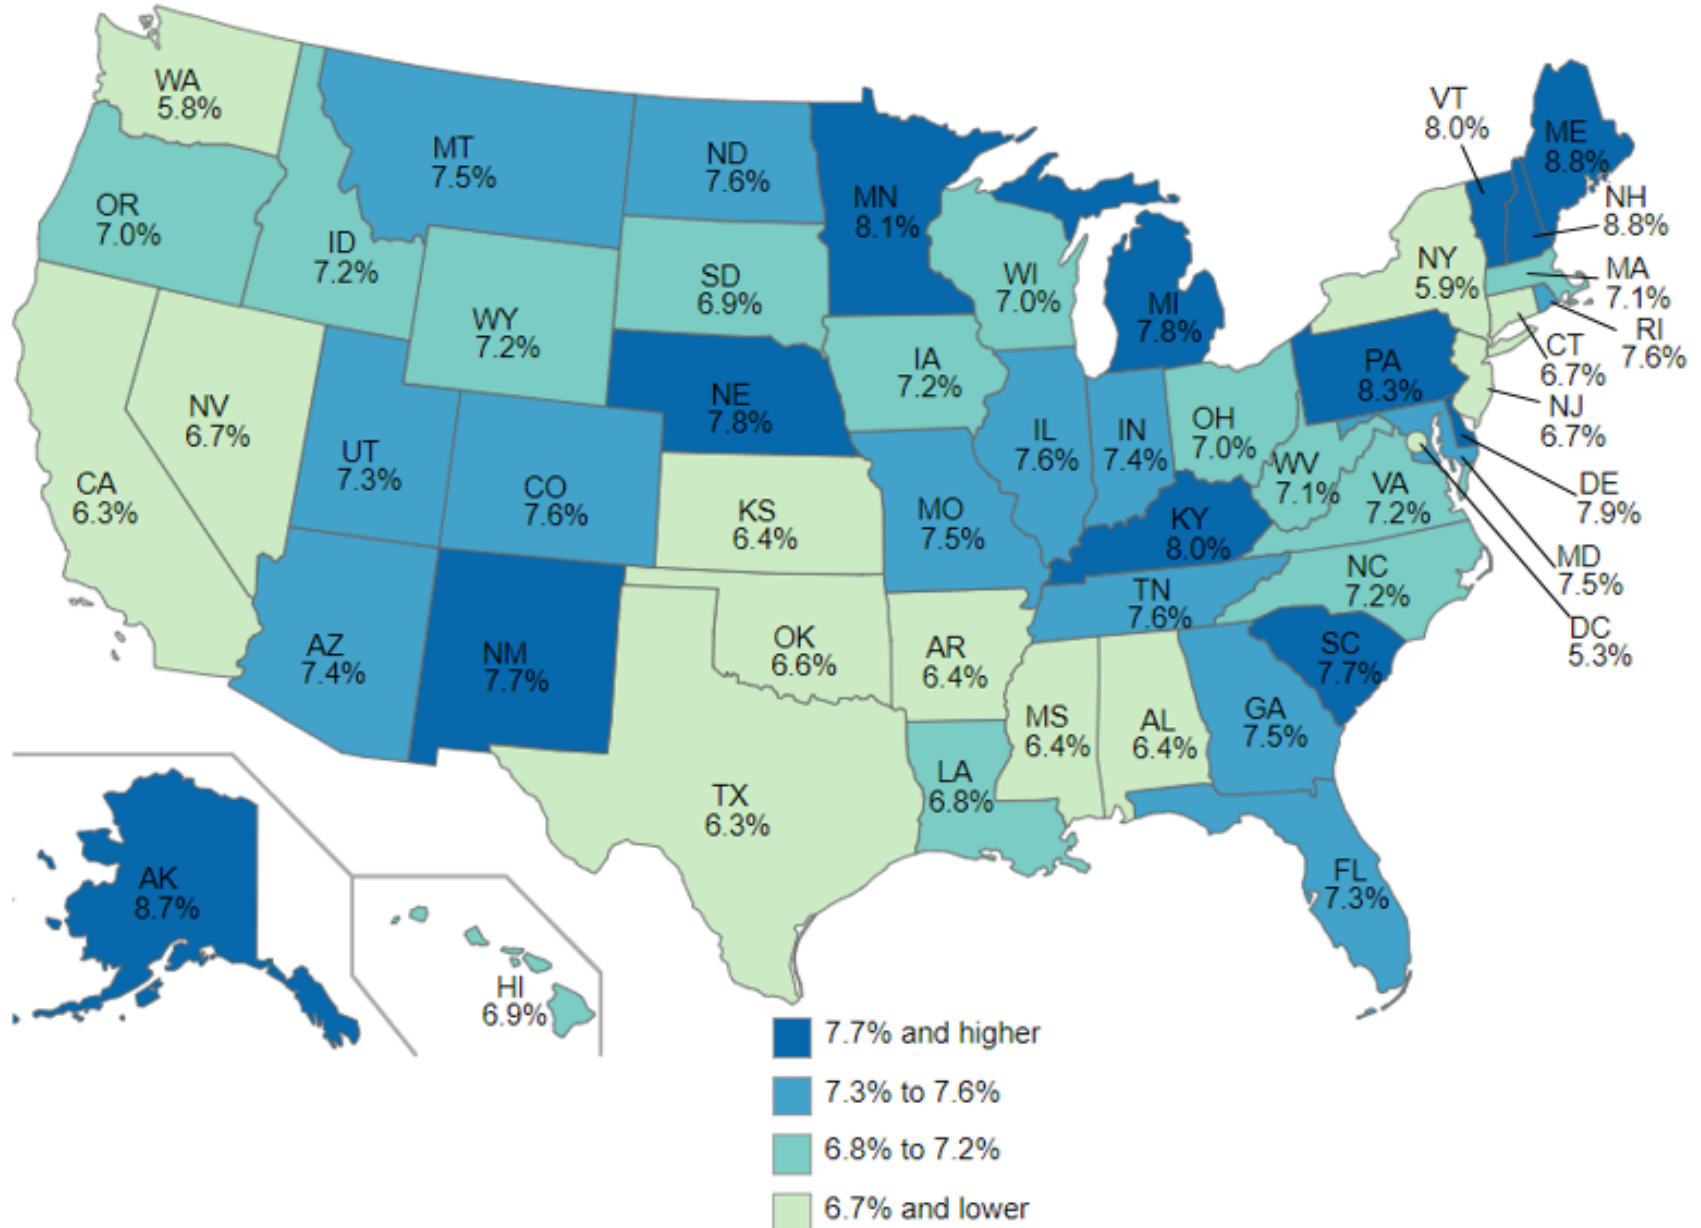 WA
5.8%
MT
7.5%
ND
7.6%
MN
8.1%
VT
8.0%
ME
8.8%
NH
8.8%
OR
7.0%
ID
7.2%
WY
7.2%
SD
6.9%
WI
7.0%
MI
7.8%
NY
5.9%
MA
7.1%
RI
7.6%
CT
6.7%
NJ
6.7%
PA
8.3%
IA
7.2%
NE
7.8%
NV
6.7%
UT
7.3%
CO
7.6%
CA
6.3%
KS
6.4%
MO
7.5%
IL
7.6%
IN
7.4%
OH
7.0%
WV
7.1%
VA
7.2%
DE
7.9%
MD
7.5%
DC
5.3%
KY
8.0%
TN
7.6%
NC
7.2%
SC
7.7%
AZ
7.4%
NM
7.7%
OK
6.6%
AR
6.4%
MS
6.4%
AL
6.4%
GA
7.5%
TX
6.3%
LA
6.8%
FL
7.3%
AK
8.7%
HI
6.9%
7.7% and higher
7.3% to 7.6%
6.8% to 7.2%
6.7% and lower